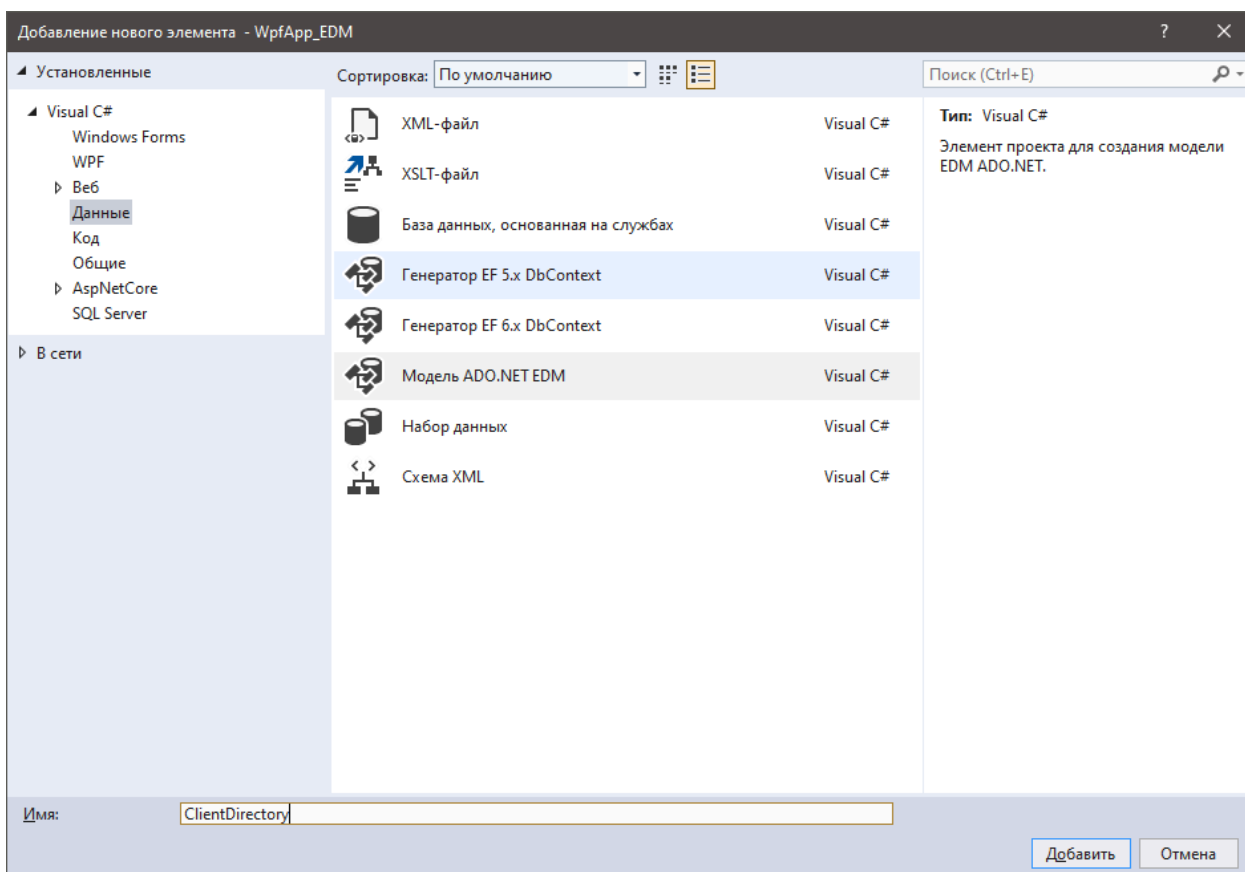 Добавление нового элемента - WpfApp_EDM
?
Установленные
Сортировка: По умолчанию
Поиск (Ctrl+E)
Visual C#
Windows Forms
WPF
Веб
Данные
Код
Общие
AspNetCore
SQL Server
В сети
XML-файл Visual C#
XSLT-файл Visual C#
База данных, основанная на службах Visual C#
Генератор EF 5.x DbContext Visual C#
Генератор EF 6.x DbContext Visual C#
Модель ADO.NET EDM Visual C#
Набор данных Visual C#
Схема XML Visual C#
Тип: Visual C#
Элемент проекта для создания модели
EDM ADO.NET.
Имя: ClientDirectory
Добавить Отмена